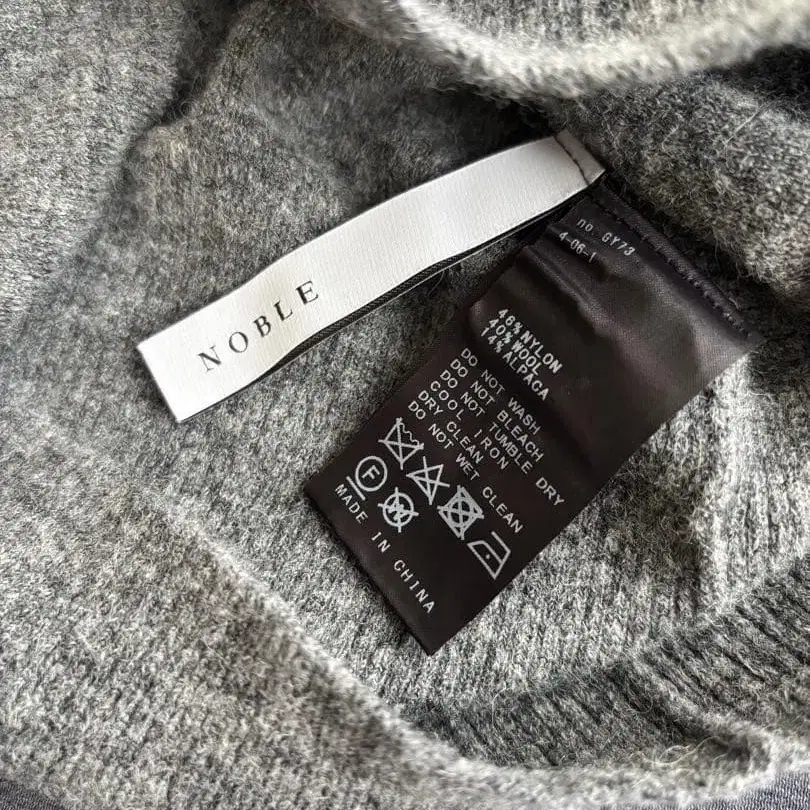 NOBLE
no GY73
4-06-1
46%NYLON
40%WOOL
14%ALPACA
DO NOT WASH
DO NOT BLEACH
DO NOT TUMBLE DRY
COOL IRON
DRY CLEAN
DO NOT WET CLEAN
F
W
MADE IN CHINA